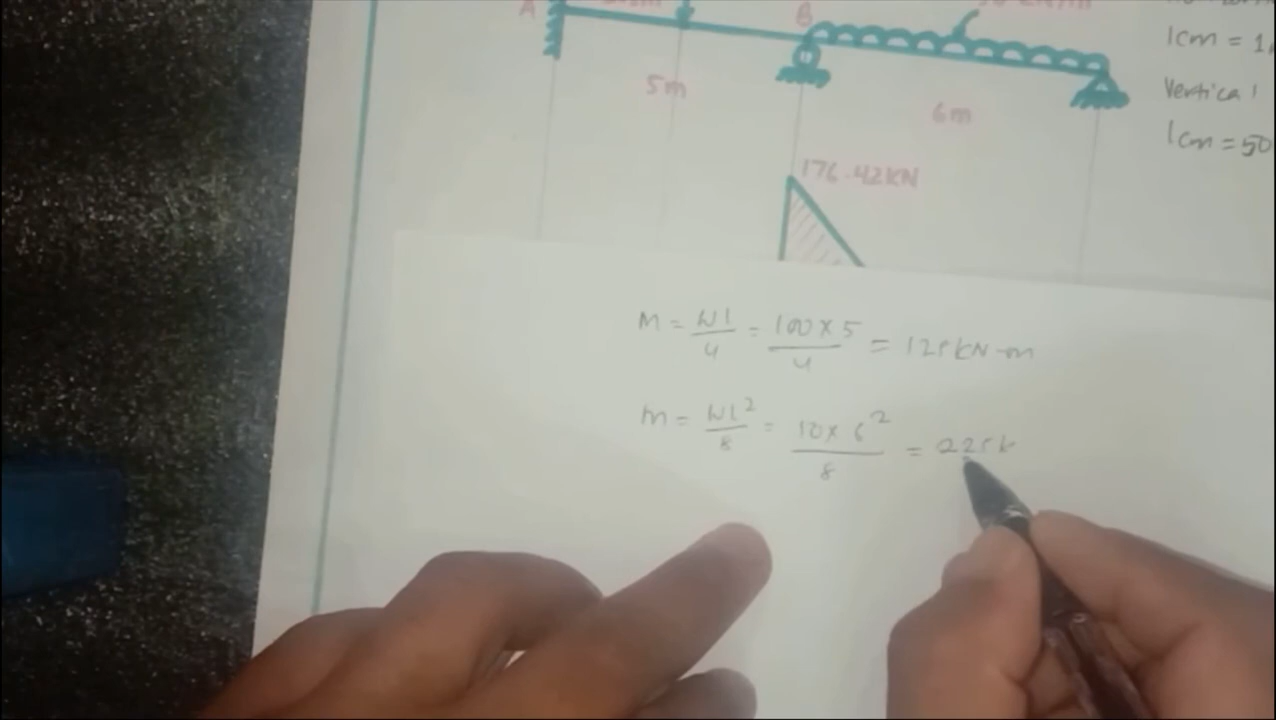 A
B
1cm = 1
5m
Vertical
6m
1cm = 50
176.42KN
M = Wl/4 = 100 × 5/4 = 125KN-m
M = Wl²/8 = 10 × 6²/8 = 225k